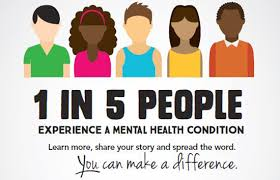 1 IN 5 PEOPLE
EXPERIENCE A MENTAL HEALTH CONDITION
Learn more, share your story and spread the word.
You can make a difference.